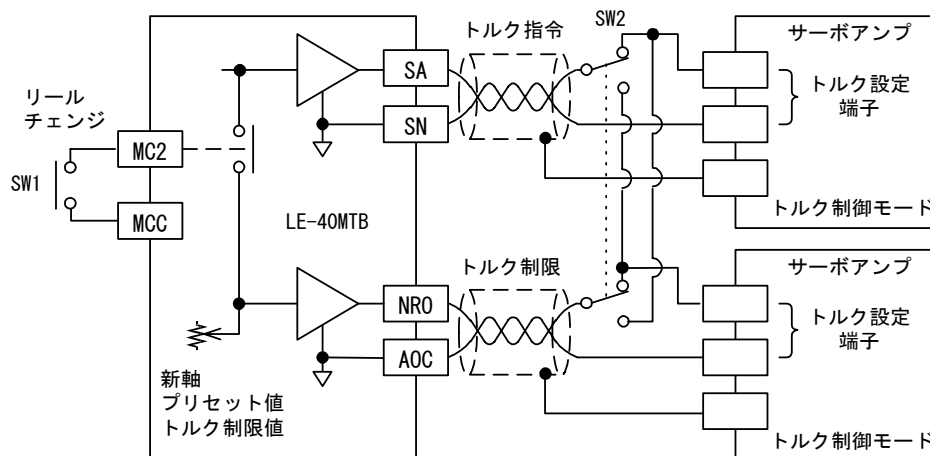 SW2
トルク指令
サーボアンプ
SA
トルク設定
端子
リール
チェンジ
SN
MC2
SW1
トルク制御モード
MCC
LE-40MTB
トルク制限
サーボアンプ
NRO
トルク設定
端子
AOC
新軸
プリセット値
トルク制限値
トルク制御モード